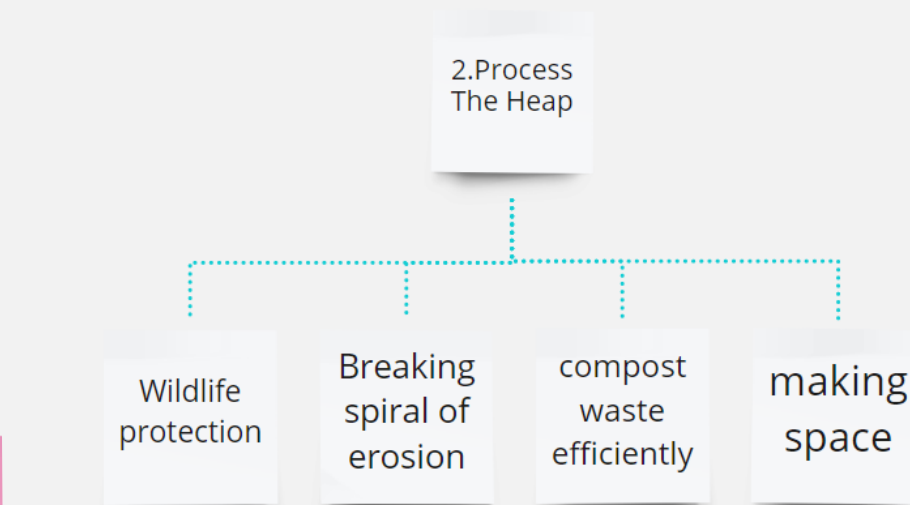 2.Process
The Heap
Wildlife
protection
Breaking
spiral of
erosion
compost
waste
efficiently
making
space